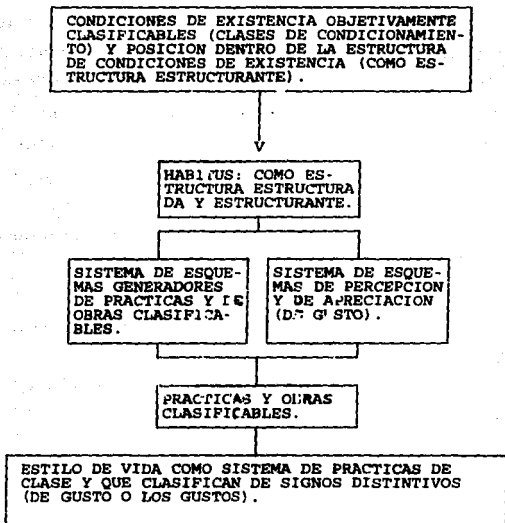 CONDICIONES DE EXISTENCIA OBJETIVAMENTE
CLASIFICABLES (CLASES DE CONDICIONAMIEN-
TO) Y POSICION DENTRO DE LA ESTRUCTURA
DE CONDICIONES DE EXISTENCIA (COMO ES-
TRUCTURA ESTRUCTURANTE).
HABITUS: COMO ES-
TRUCTURA ESTRUCTURA
DA Y ESTRUCTURANTE.
SISTEMA DE ESQUE-
MAS GENERADORES
DE PRACTICAS Y DE
OBRAS CLASIFICA-
BLES.
SISTEMA DE ESQUE-
MAS DE PERCEPCION
Y DE APRECIACION
(DE GUSTO).
PRACTICAS Y OBRAS
CLASIFICABLES.
ESTILO DE VIDA COMO SISTEMA DE PRACTICAS DE
CLASE Y QUE CLASIFICAN DE SIGNOS DISTINTIVOS
(DE GUSTO O LOS GUSTOS).